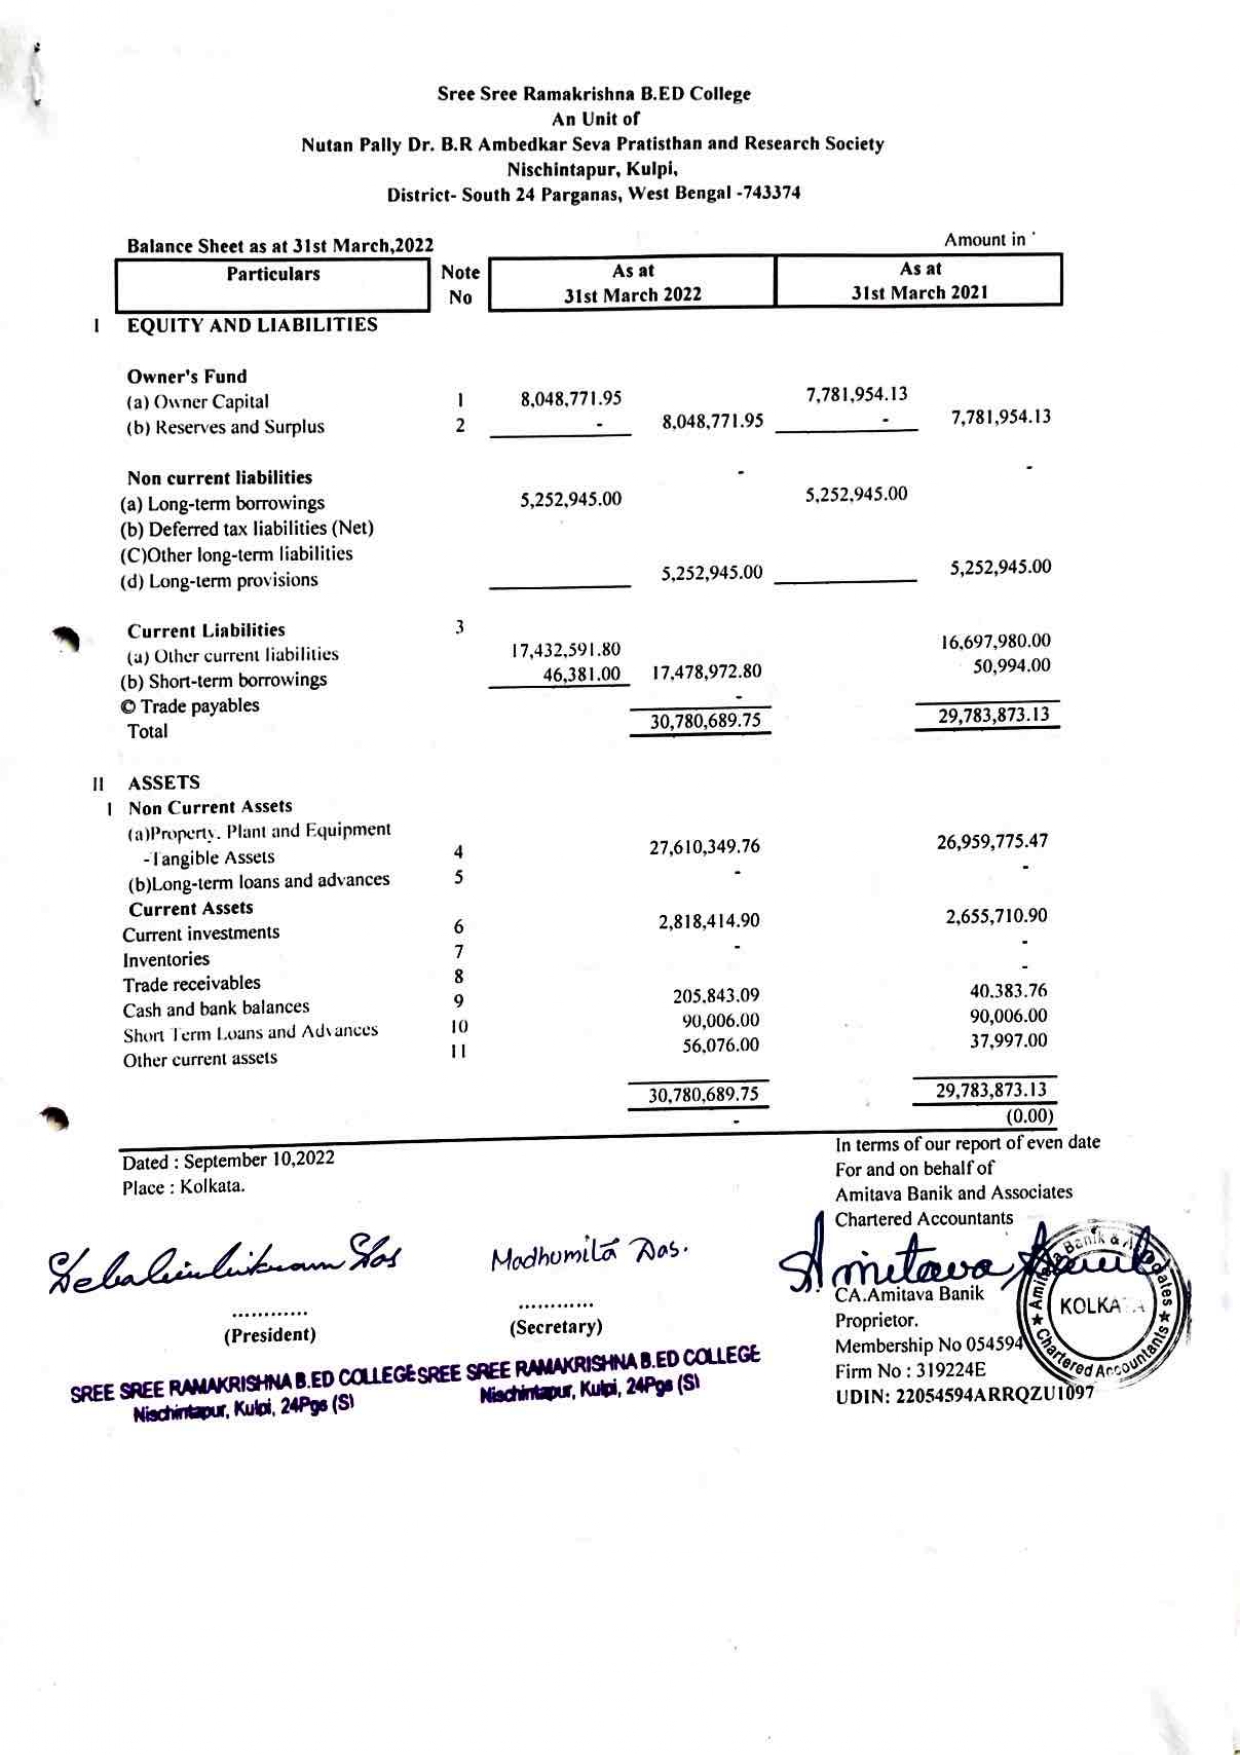 Sree Sree Ramakrishna B.ED College
An Unit of
Nutan Pally Dr. B.R Ambedkar Seva Pratisthan and Research Society
Nischintapur, Kulpi,
District- South 24 Parganas, West Bengal -743374
Balance Sheet as at 31st March,2022 Amount in `
Particulars Note No As at 31st March 2022 As at 31st March 2021
I EQUITY AND LIABILITIES
Owner's Fund
(a) Owner Capital 1 8,048,771.95 7,781,954.13
(b) Reserves and Surplus 2 - 8,048,771.95 - 7,781,954.13
Non current liabilities - -
(a) Long-term borrowings 5,252,945.00 5,252,945.00
(b) Deferred tax liabilities (Net)
(C)Other long-term liabilities
(d) Long-term provisions 5,252,945.00 5,252,945.00
Current Liabilities 3
(a) Other current liabilities 17,432,591.80 16,697,980.00
(b) Short-term borrowings 46,381.00 17,478,972.80 50,994.00
© Trade payables -
Total 30,780,689.75 29,783,873.13
II ASSETS
I Non Current Assets
(a)Property. Plant and Equipment
-Tangible Assets 4 27,610,349.76 26,959,775.47
(b)Long-term loans and advances 5 - -
Current Assets
Current investments 6 2,818,414.90 2,655,710.90
Inventories 7 - -
Trade receivables 8 -
Cash and bank balances 9 205,843.09 40,383.76
Short Term Loans and Advances 10 90,006.00 90,006.00
Other current assets 11 56,076.00 37,997.00
30,780,689.75 29,783,873.13
- (0.00)
Dated : September 10,2022
Place : Kolkata.
In terms of our report of even date
For and on behalf of
Amitava Banik and Associates
Chartered Accountants
Madhumita Das.
Amitava Banik
............
(President)
............
(Secretary)
CA.Amitava Banik
Proprietor.
Membership No 054594
Firm No : 319224E
UDIN: 22054594ARRQZU1097
SREE SREE RAMAKRISHNA B.ED COLLEGE
Nischintapur, Kulpi, 24Pgs (S)
SREE SREE RAMAKRISHNA B.ED COLLEGE
Nischintapur, Kulpi, 24Pgs (S)
Amitava Banik & Associates
KOLKATA
Chartered Accountants